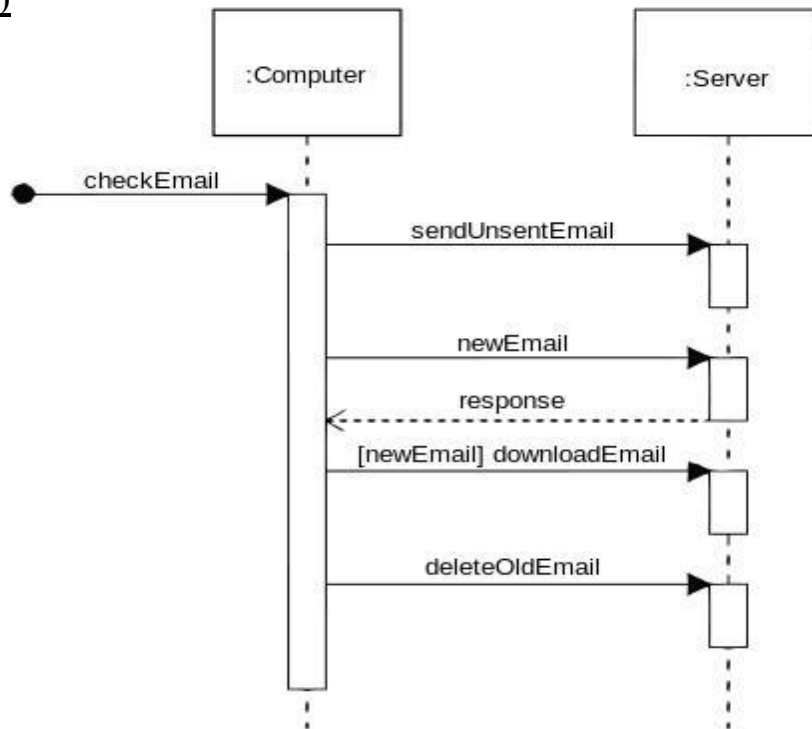 :Computer
:Server
checkEmail
sendUnsentEmail
newEmail
response
[newEmail] downloadEmail
deleteOldEmail